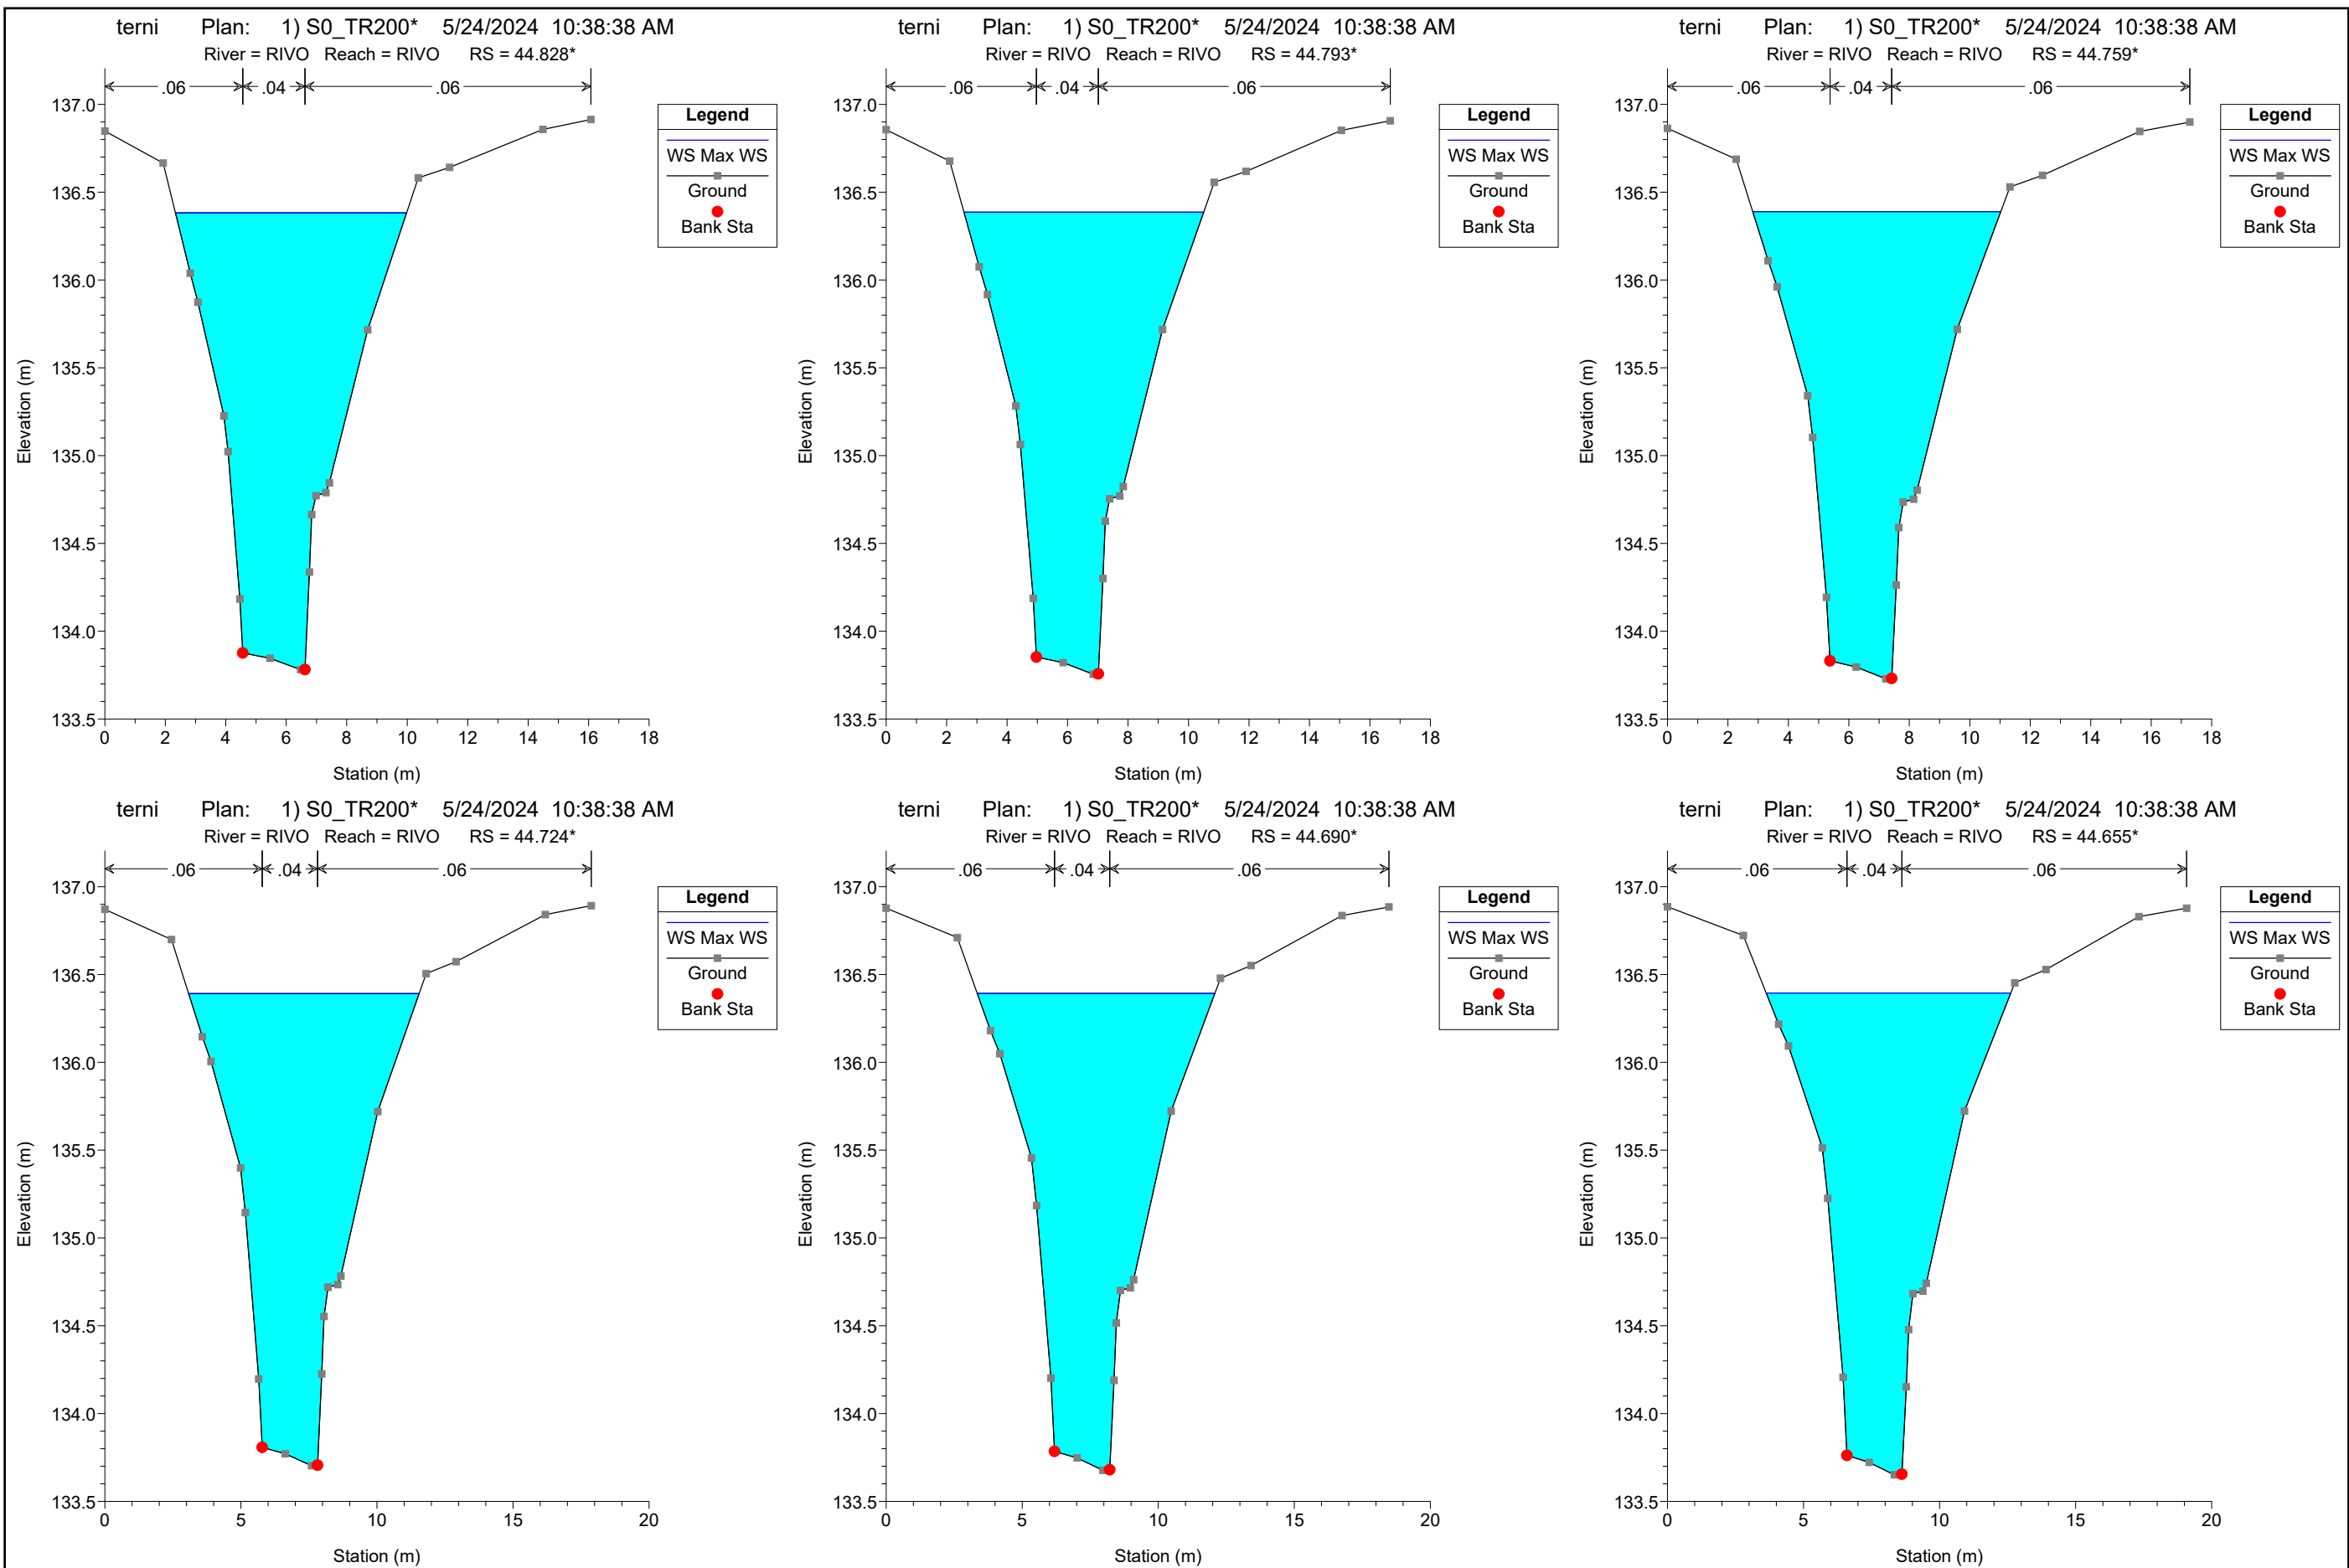 terni Plan: 1) S0_TR200* 5/24/2024 10:38:38 AM
River = RIVO Reach = RIVO RS = 44.828*
.06 .04 .06
137.0
136.5
136.0
135.5
135.0
134.5
134.0
133.5
Elevation (m)
0 2 4 6 8 10 12 14 16 18
Station (m)
Legend
WS Max WS
Ground
Bank Sta
terni Plan: 1) S0_TR200* 5/24/2024 10:38:38 AM
River = RIVO Reach = RIVO RS = 44.793*
.06 .04 .06
137.0
136.5
136.0
135.5
135.0
134.5
134.0
133.5
Elevation (m)
0 2 4 6 8 10 12 14 16 18
Station (m)
Legend
WS Max WS
Ground
Bank Sta
terni Plan: 1) S0_TR200* 5/24/2024 10:38:38 AM
River = RIVO Reach = RIVO RS = 44.759*
.06 .04 .06
137.0
136.5
136.0
135.5
135.0
134.5
134.0
133.5
Elevation (m)
0 2 4 6 8 10 12 14 16 18
Station (m)
Legend
WS Max WS
Ground
Bank Sta
terni Plan: 1) S0_TR200* 5/24/2024 10:38:38 AM
River = RIVO Reach = RIVO RS = 44.724*
.06 .04 .06
137.0
136.5
136.0
135.5
135.0
134.5
134.0
133.5
Elevation (m)
0 5 10 15 20
Station (m)
Legend
WS Max WS
Ground
Bank Sta
terni Plan: 1) S0_TR200* 5/24/2024 10:38:38 AM
River = RIVO Reach = RIVO RS = 44.690*
.06 .04 .06
137.0
136.5
136.0
135.5
135.0
134.5
134.0
133.5
Elevation (m)
0 5 10 15 20
Station (m)
Legend
WS Max WS
Ground
Bank Sta
terni Plan: 1) S0_TR200* 5/24/2024 10:38:38 AM
River = RIVO Reach = RIVO RS = 44.655*
.06 .04 .06
137.0
136.5
136.0
135.5
135.0
134.5
134.0
133.5
Elevation (m)
0 5 10 15 20
Station (m)
Legend
WS Max WS
Ground
Bank Sta